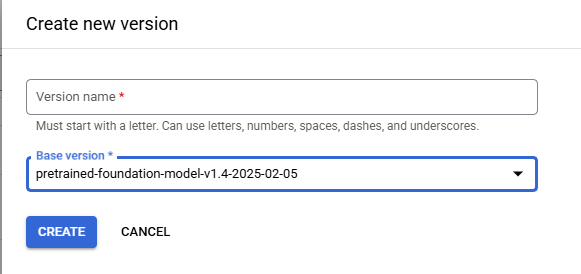 Create new version
Version name *
Must start with a letter. Can use letters, numbers, spaces, dashes, and underscores.
Base version *
pretrained-foundation-model-v1.4-2025-02-05
CREATE CANCEL